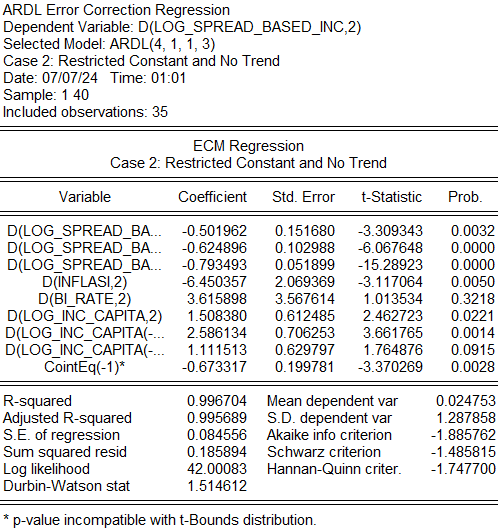 ARDL Error Correction Regression
Dependent Variable: D(LOG_SPREAD_BASED_INC,2)
Selected Model: ARDL(4, 1, 1, 3)
Case 2: Restricted Constant and No Trend
Date: 07/07/24 Time: 01:01
Sample: 1 40
Included observations: 35
ECM Regression
Case 2: Restricted Constant and No Trend
Variable Coefficient Std. Error t-Statistic Prob.
D(LOG_SPREAD_BA... -0.501962 0.151680 -3.309343 0.0032
D(LOG_SPREAD_BA... -0.624896 0.102988 -6.067648 0.0000
D(LOG_SPREAD_BA... -0.793493 0.051899 -15.28923 0.0000
D(INFLASI,2) -6.450357 2.069369 -3.117064 0.0050
D(BI_RATE,2) 3.615898 3.567614 1.013534 0.3218
D(LOG_INC_CAPITA,2) 1.508380 0.612485 2.462723 0.0221
D(LOG_INC_CAPITA(-... 2.586134 0.706253 3.661765 0.0014
D(LOG_INC_CAPITA(-... 1.111513 0.629797 1.764876 0.0915
CointEq(-1)* -0.673317 0.199781 -3.370269 0.0028
R-squared 0.996704 Mean dependent var 0.024753
Adjusted R-squared 0.995689 S.D. dependent var 1.287858
S.E. of regression 0.084556 Akaike info criterion -1.885762
Sum squared resid 0.185894 Schwarz criterion -1.485815
Log likelihood 42.00083 Hannan-Quinn criter. -1.747700
Durbin-Watson stat 1.514612
* p-value incompatible with t-Bounds distribution.